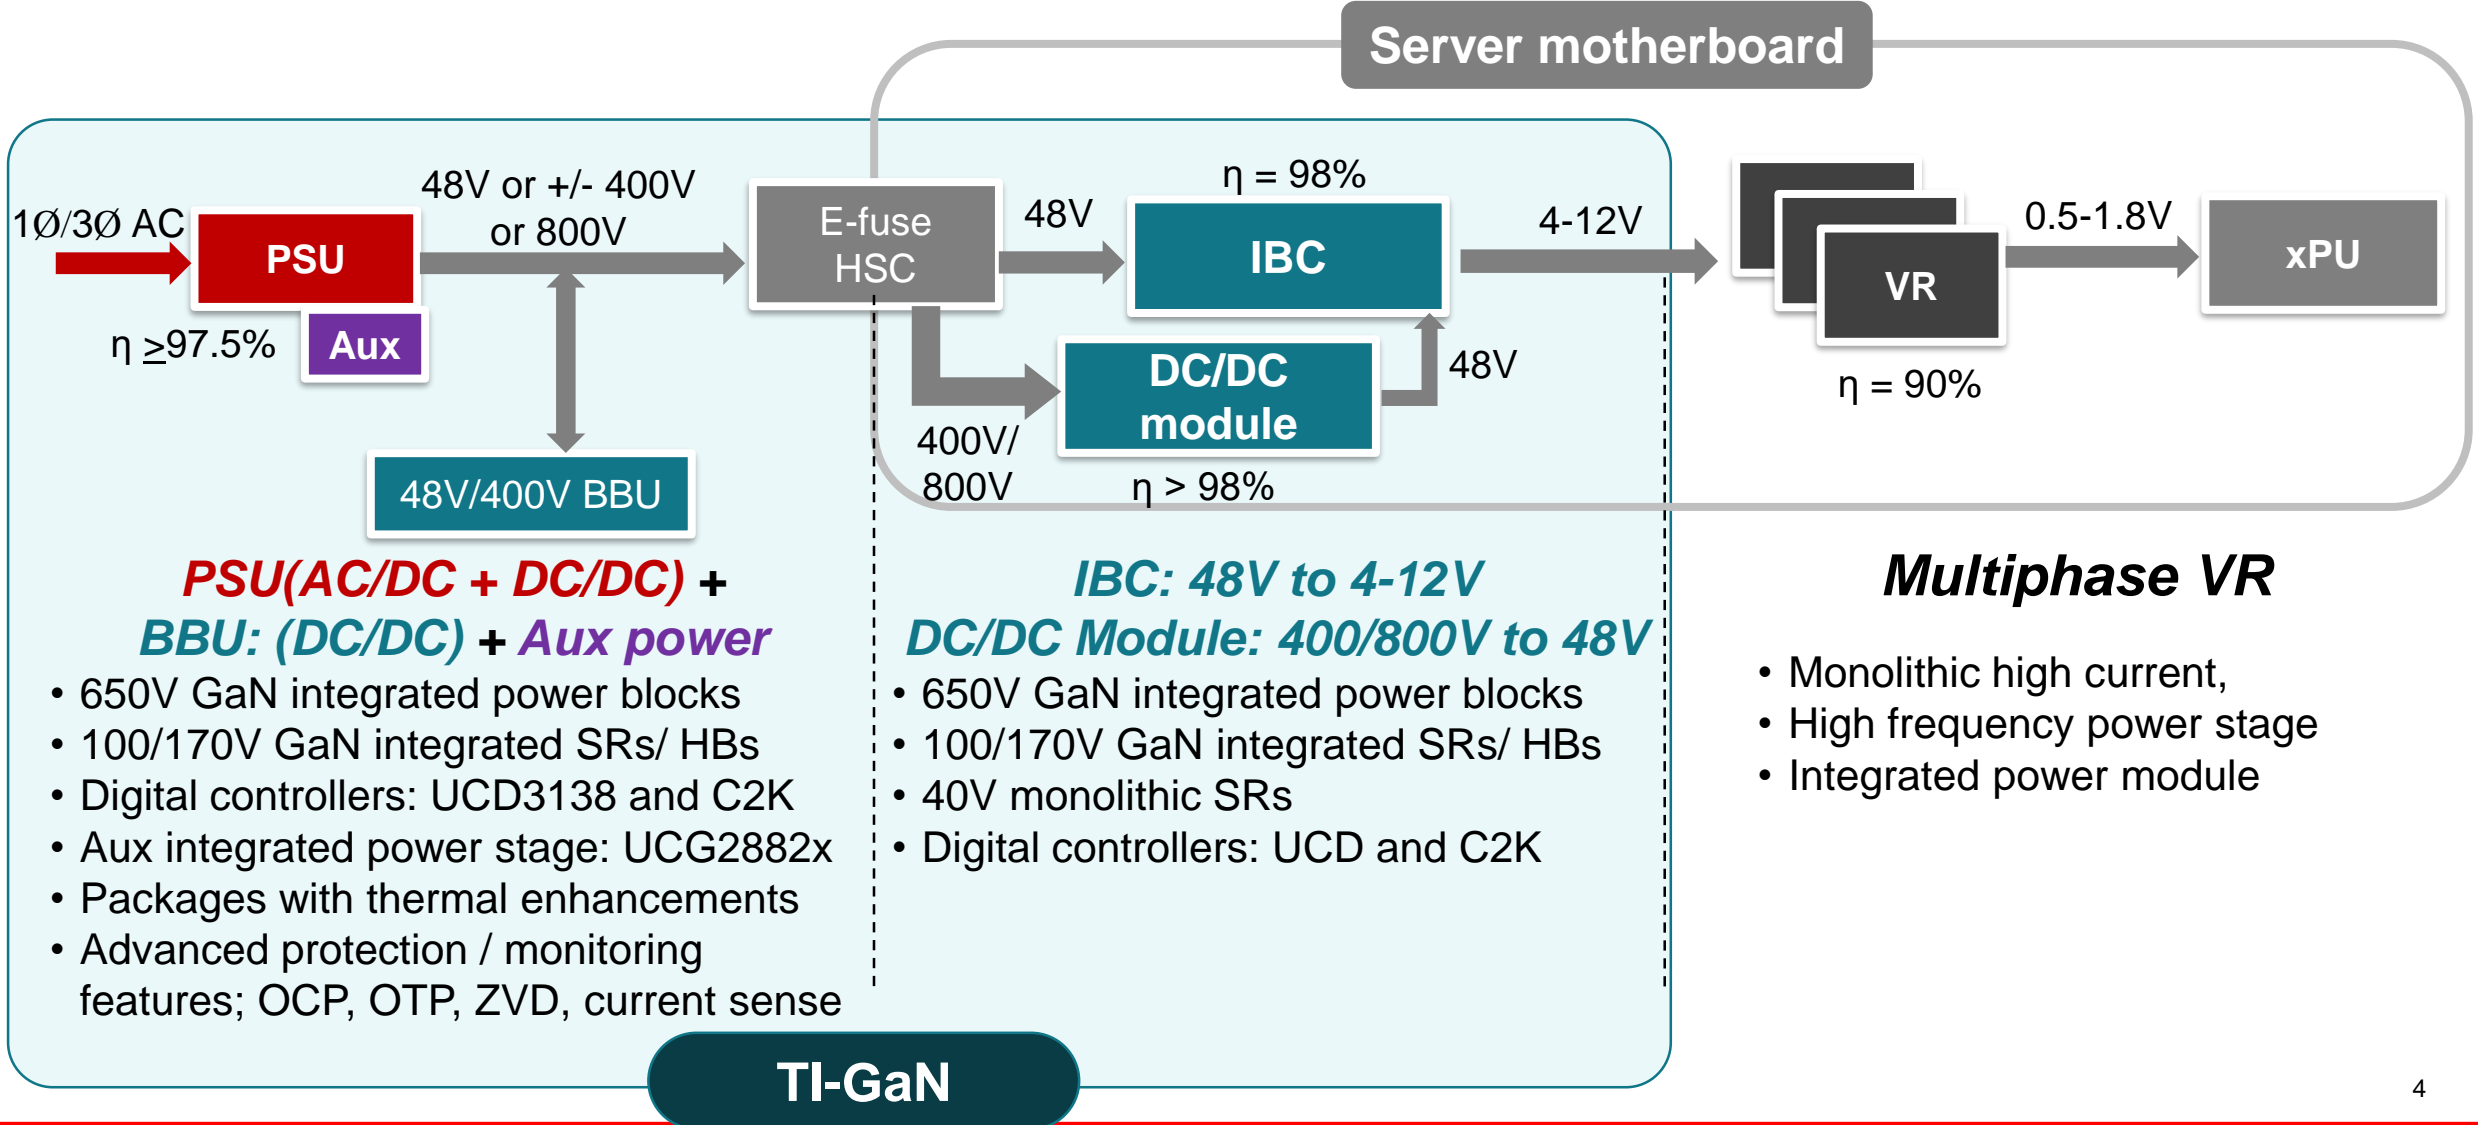 Server motherboard
1Ø/3Ø AC
PSU
η ≥97.5%
Aux
48V or +/- 400V
or 800V
48V/400V BBU
E-fuse
HSC
48V
η = 98%
IBC
400V/
800V
DC/DC
module
η > 98%
48V
4-12V
VR
η = 90%
0.5-1.8V
xPU
PSU(AC/DC + DC/DC) +
BBU: (DC/DC) + Aux power
• 650V GaN integrated power blocks
• 100/170V GaN integrated SRs/ HBs
• Digital controllers: UCD3138 and C2K
• Aux integrated power stage: UCG2882x
• Packages with thermal enhancements
• Advanced protection / monitoring
features; OCP, OTP, ZVD, current sense
IBC: 48V to 4-12V
DC/DC Module: 400/800V to 48V
• 650V GaN integrated power blocks
• 100/170V GaN integrated SRs/ HBs
• 40V monolithic SRs
• Digital controllers: UCD and C2K
Multiphase VR
• Monolithic high current,
• High frequency power stage
• Integrated power module
TI-GaN
4